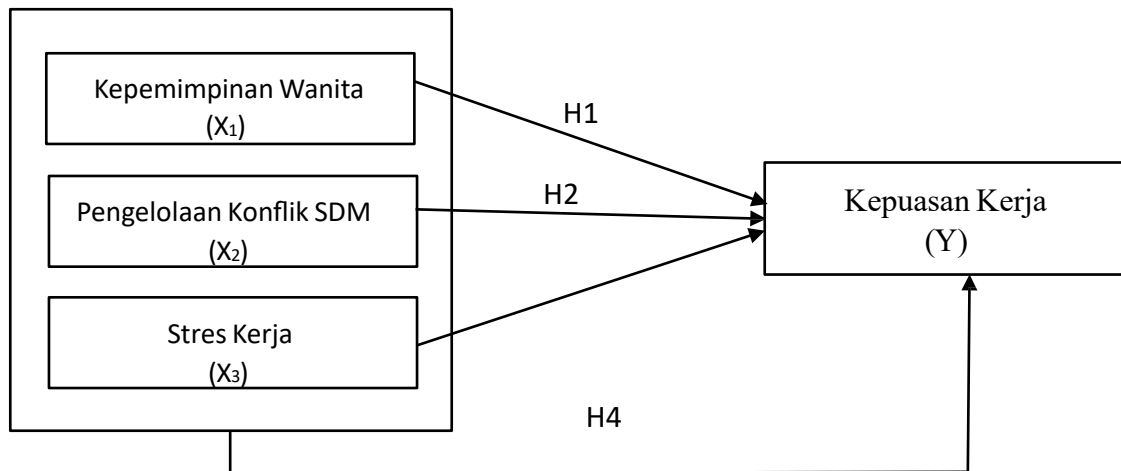 Kepemimpinan Wanita
(X₁)
H1
Pengelolaan Konflik SDM
(X₂)
H2
Kepuasan Kerja
(Y)
Stres Kerja
(X₃)
H4